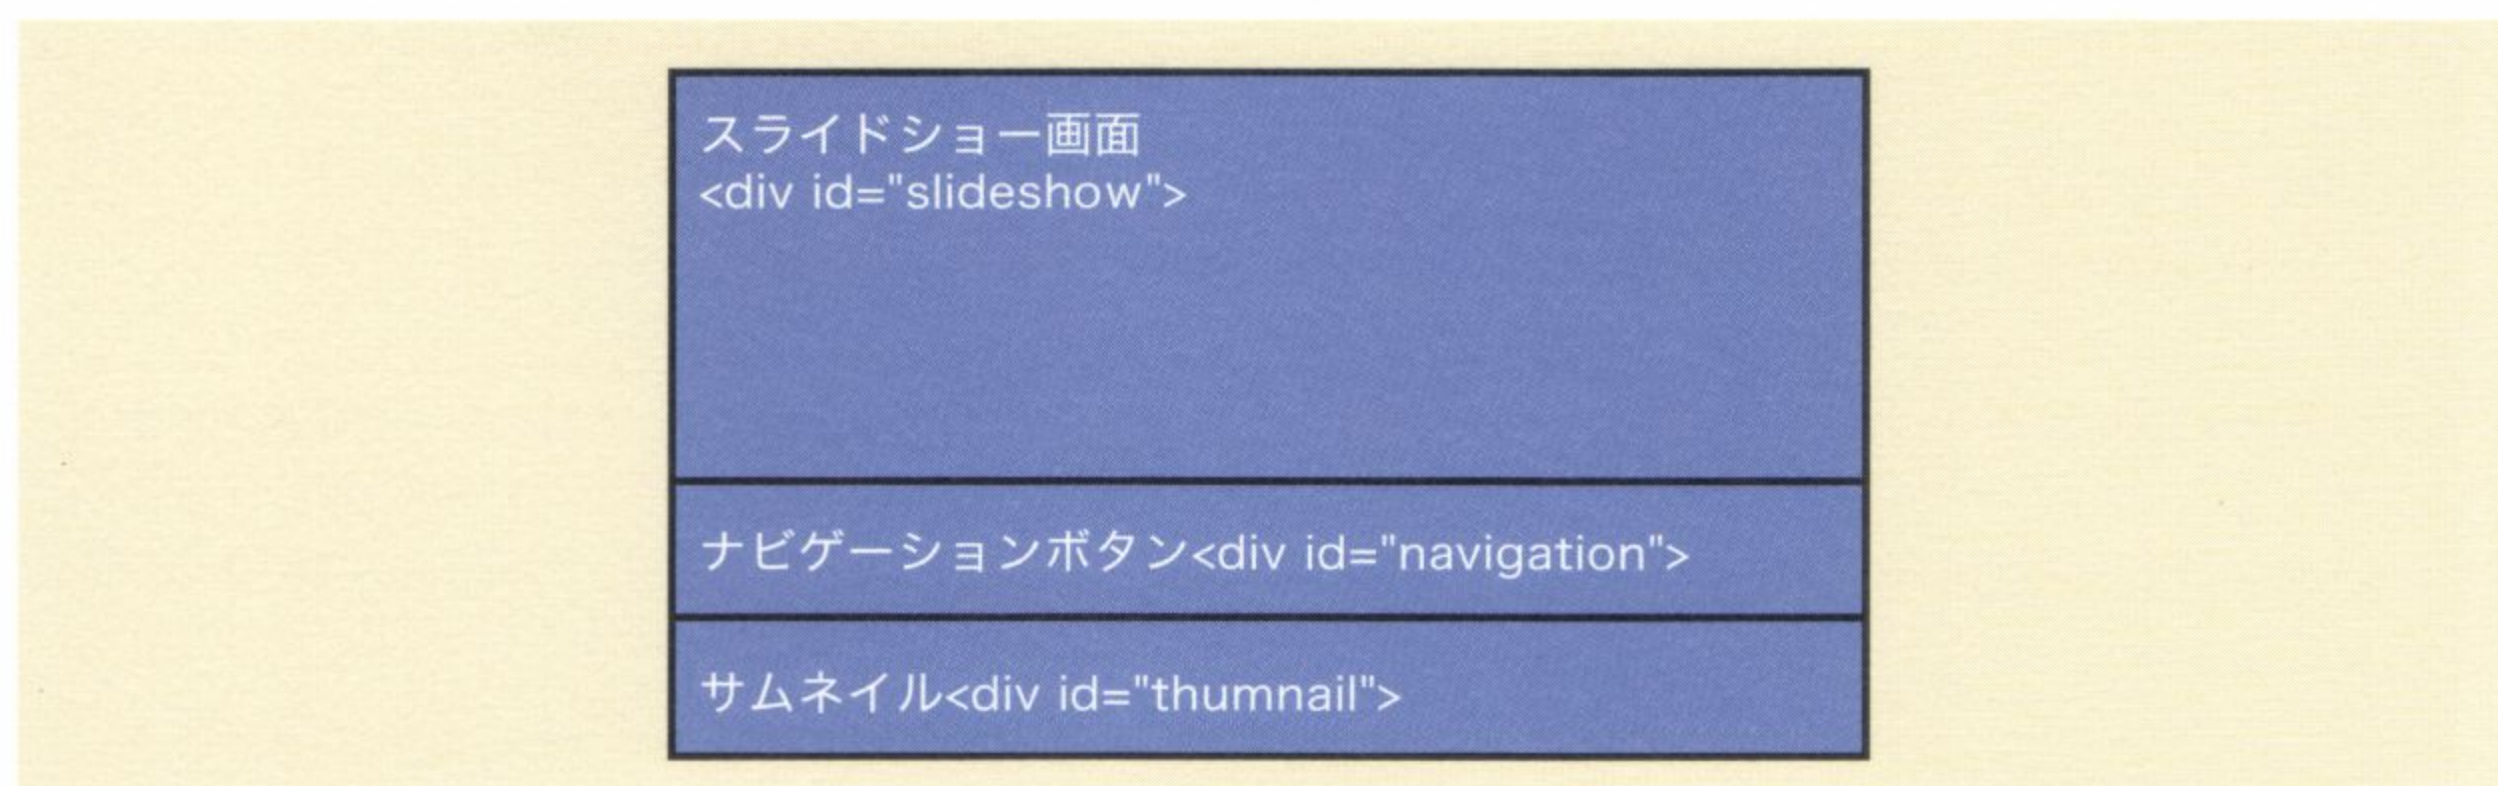 スライドショー画面
<div id="slideshow">
ナビゲーションボタン<div id="navigation">
サムネイル<div id="thumnail">